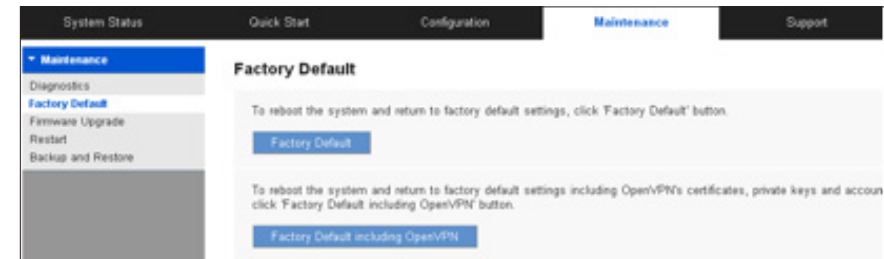 System Status
Quick Start
Configuration
Maintenance
Support
Maintenance
Diagnostics
Factory Default
Firmware Upgrade
Restart
Backup and Restore
Factory Default
To reboot the system and return to factory default settings, click 'Factory Default' button.
Factory Default
To reboot the system and return to factory default settings including OpenVPN's certificates, private keys and accoun
click 'Factory Default including OpenVPN' button.
Factory Default including OpenVPN